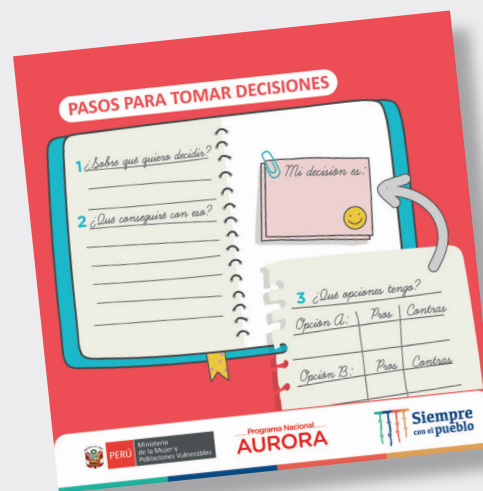 PASOS PARA TOMAR DECISIONES
1 ¿Sobre qué quiero decidir?
2 ¿Qué conseguiré con eso?
Mi decisión es:
3 ¿Qué opciones tengo?
Opción A: Pros Contras
Opción B: Pros Contras
PERÚ
Ministerio
de la Mujer y
Poblaciones Vulnerables
Programa Nacional
AURORA
Siempre
con el pueblo